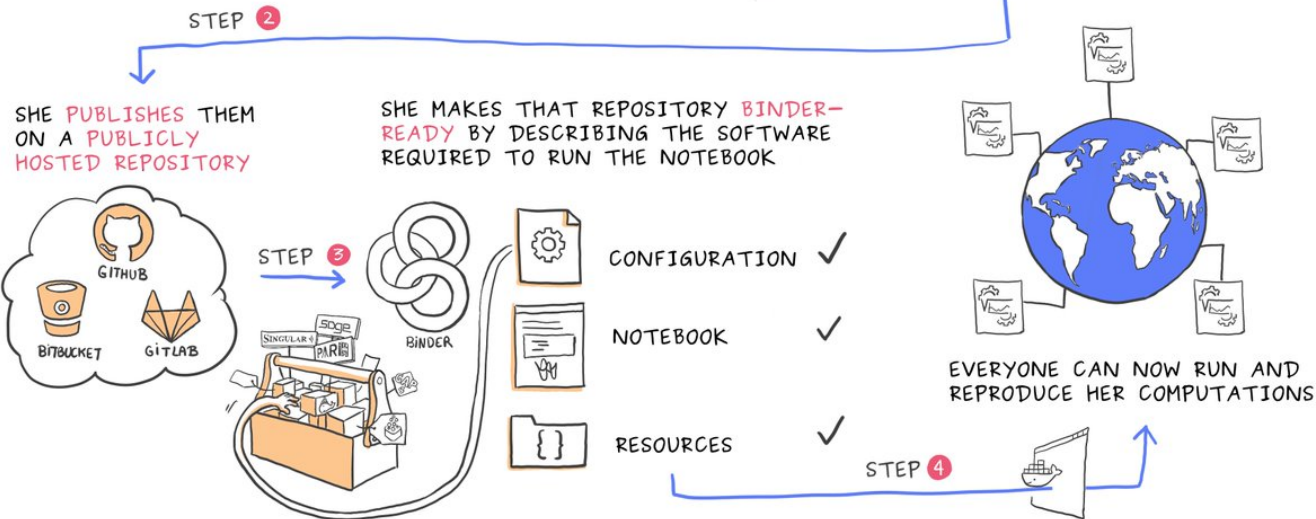 STEP 2
SHE PUBLISHES THEM
ON A PUBLICLY
HOSTED REPOSITORY
GITHUB
BITBUCKET
GITLAB
STEP 3
SHE MAKES THAT REPOSITORY BINDER-
READY BY DESCRIBING THE SOFTWARE
REQUIRED TO RUN THE NOTEBOOK
BINDER
SINGULAR
sage
PARI
CONFIGURATION
NOTEBOOK
RESOURCES
STEP 4
EVERYONE CAN NOW RUN AND
REPRODUCE HER COMPUTATIONS